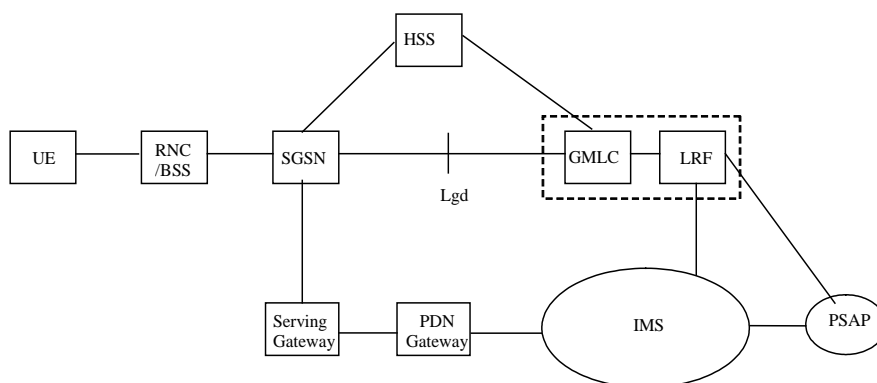 HSS
UE
RNC
/BSS
SGSN
GMLC
LRF
Lgd
Serving
Gateway
PDN
Gateway
IMS
PSAP